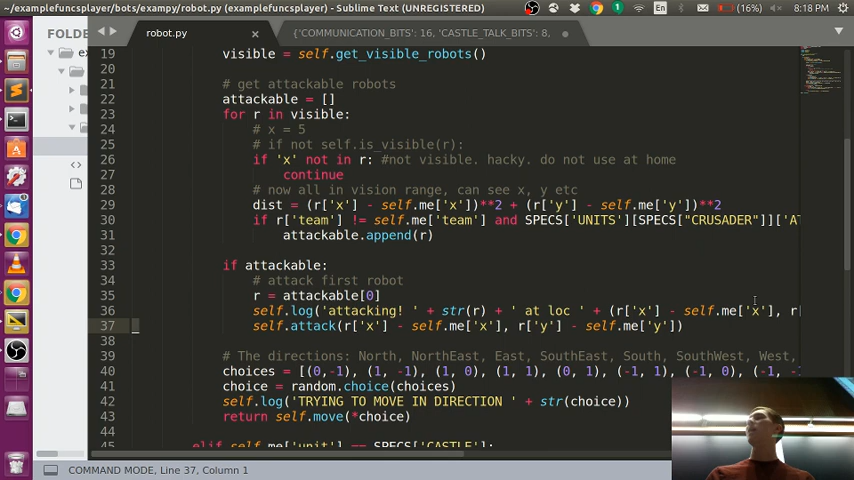 ~/examplefuncsplayer/bots/exampy/robot.py - Sublime Text (UNREGISTERED)
En
(16%)
8:18 PM
FOLDER
robot.py
{'COMMUNICATION_BITS': 16, 'CASTLE_TALK_BITS': 8,
19 visible = self.get_visible_robots()
20
21 # get attackable robots
22 attackable = []
23 for r in visible:
24 # x = 5
25 # if not self.is_visible(r):
26 if 'x' not in r: #not visible. hacky. do not use at home
27 continue
28 # now all in vision range, can see x, y etc
29 dist = (r['x'] - self.me['x'])**2 + (r['y'] - self.me['y'])**2
30 if r['team'] != self.me['team'] and SPECS['UNITS'][SPECS["CRUSADER"]]['AT
31 attackable.append(r)
32
33 if attackable:
34 # attack first robot
35 r = attackable[0]
36 self.log('attacking! ' + str(r) + ' at loc ' + (r['x'] - self.me['x'], r[
37 self.attack(r['x'] - self.me['x'], r['y'] - self.me['y'])
38
39 # The directions: North, NorthEast, East, SouthEast, South, SouthWest, West,
40 choices = [(0,-1), (1, -1), (1, 0), (1, 1), (0, 1), (-1, 1), (-1, 0), (-1, -1
41 choice = random.choice(choices)
42 self.log('TRYING TO MOVE IN DIRECTION ' + str(choice))
43 return self.move(*choice)
44
45 elif self.me['unit'] == SPECS['CASTLE']:
COMMAND MODE, Line 37, Column 1